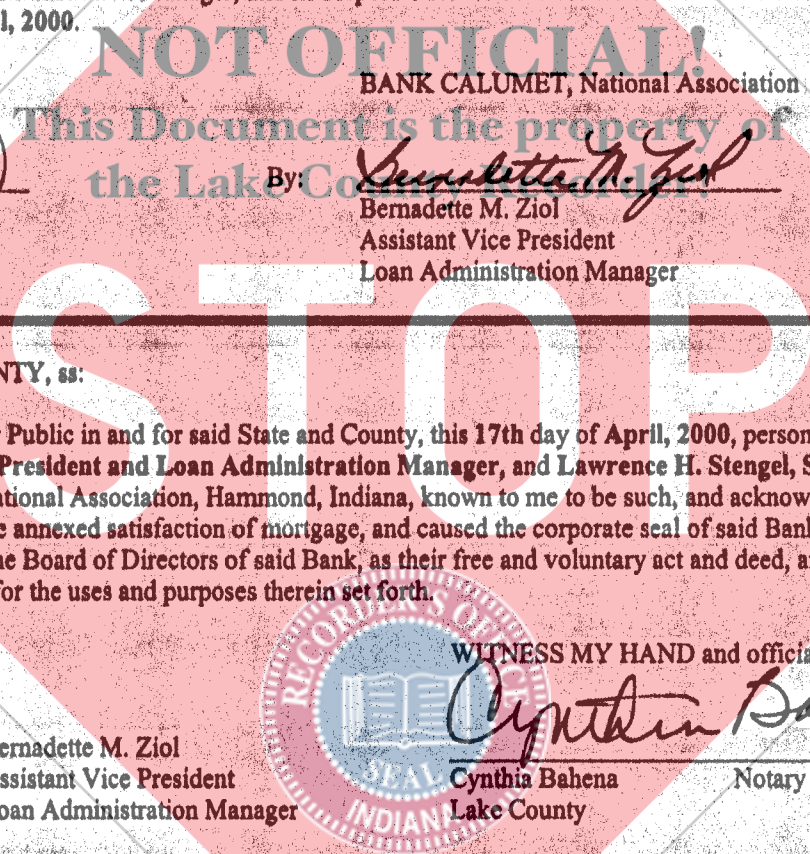 l, 2000.
NOT OFFICIAL!
BANK CALUMET, National Association
This Document is the property of
the Lake County Recorder!
By: Bernadette M. Ziol
Bernadette M. Ziol
Assistant Vice President
Loan Administration Manager
STOP
NTY, ss:
Public in and for said State and County, this 17th day of April, 2000, person
President and Loan Administration Manager, and Lawrence H. Stengel, S
ational Association, Hammond, Indiana, known to me to be such, and acknow
e annexed satisfaction of mortgage, and caused the corporate seal of said Bank
he Board of Directors of said Bank, as their free and voluntary act and deed, a
for the uses and purposes therein set forth.
RECORDER'S OFFICE
SEAL
INDIANA
WITNESS MY HAND and officia
Cynthia Ba
ernadette M. Ziol
ssistant Vice President
Cynthia Bahena Notary
oan Administration Manager
Lake County